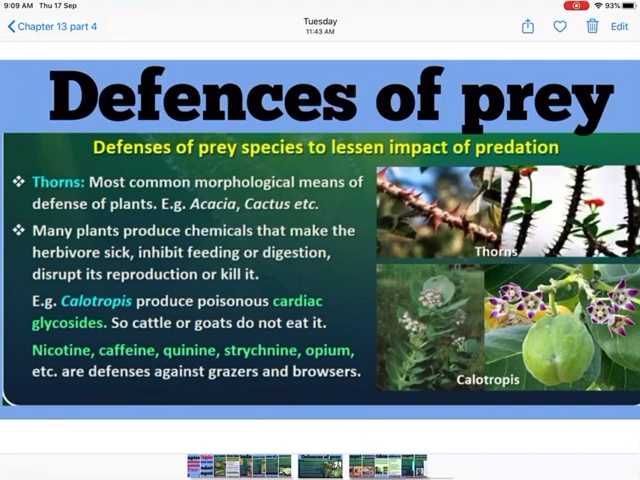 9:09 AM Thu 17 Sep
93%
Chapter 13 part 4
Tuesday
11:43 AM
Edit
Defences of prey
Defenses of prey species to lessen impact of predation
❖ Thorns: Most common morphological means of
defense of plants. E.g. Acacia, Cactus etc.
❖ Many plants produce chemicals that make the
herbivore sick, inhibit feeding or digestion,
disrupt its reproduction or kill it.
E.g. Calotropis produce poisonous cardiac
glycosides. So cattle or goats do not eat it.
Nicotine, caffeine, quinine, strychnine, opium,
etc. are defenses against grazers and browsers.
Thorns
Calotropis
Defences of prey